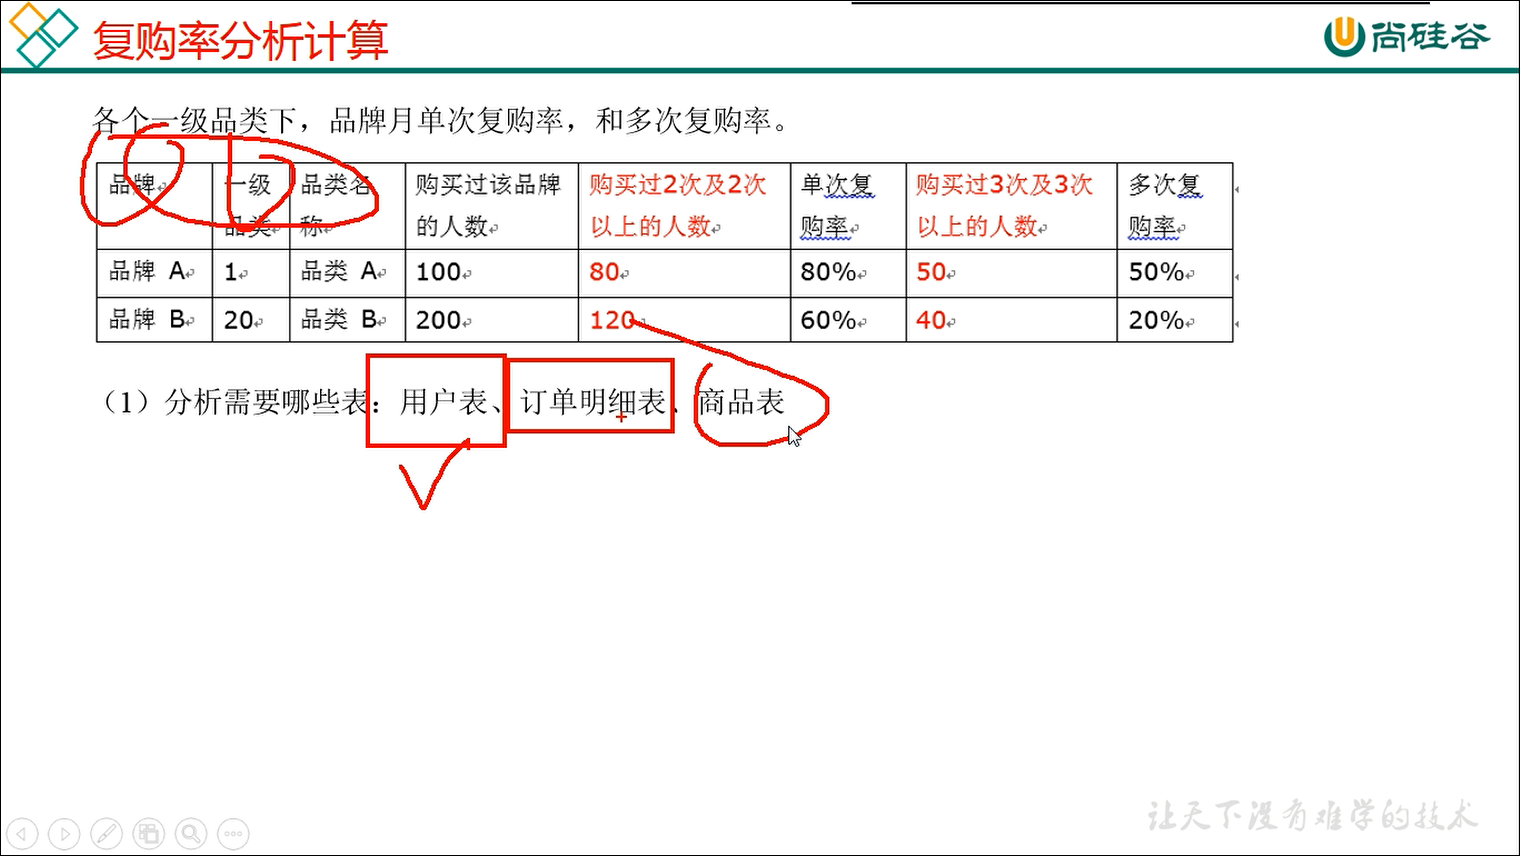 复购率分析计算
尚硅谷
各个一级品类下，品牌月单次复购率，和多次复购率。
品牌 一级品类 品类名称 购买过该品牌的人数 购买过2次及2次以上的人数 单次复购率 购买过3次及3次以上的人数 多次复购率
品牌 A 1 品类 A 100 80 80% 50 50%
品牌 B 20 品类 B 200 120 60% 40 20%
（1）分析需要哪些表：用户表、订单明细表、商品表
让天下没有难学的技术